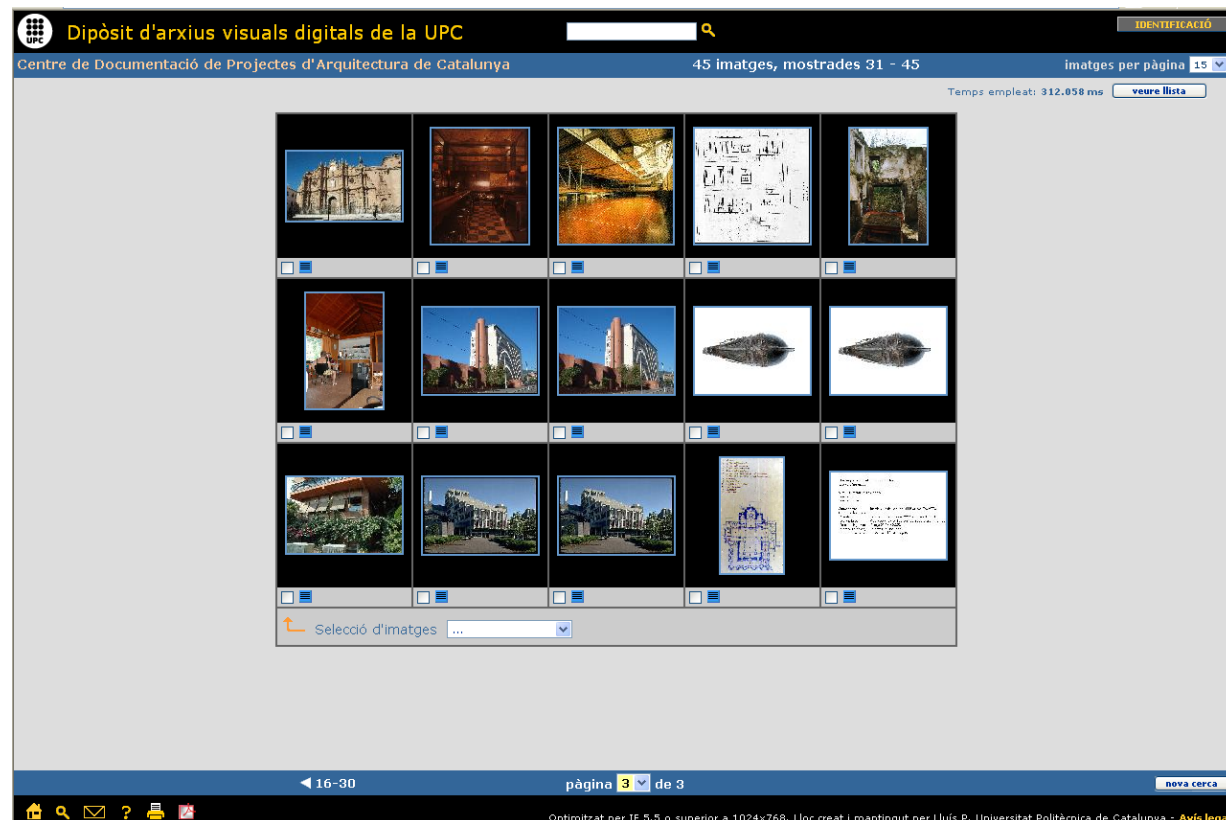 UPC
Dipòsit d'arxius visuals digitals de la UPC
IDENTIFICACIÓ
Centre de Documentació de Projectes d'Arquitectura de Catalunya
45 imatges, mostrades 31 - 45
imatges per pàgina 15
Temps empleat: 312.058 ms
veure llista
Selecció d'imatges ...
16-30
pàgina 3 de 3
nova cerca
?
Optimitzat per IE 5.5 o superior a 1024x768. Lloc creat i mantingut per Lluís P. Universitat Politècnica de Catalunya - Avís lega